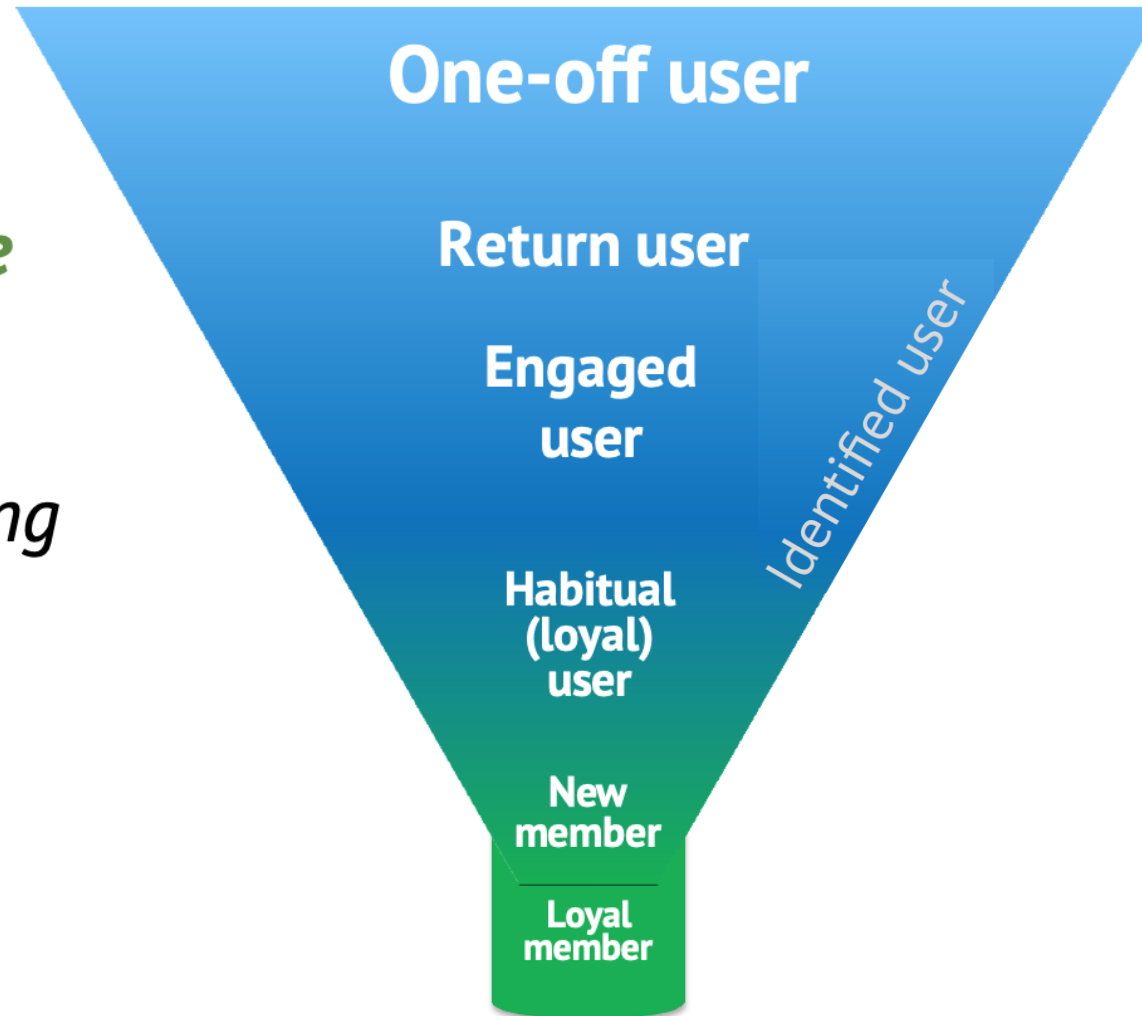 One-off user
Return user
e
Engaged
user
Identified user
ng
Habitual
(loyal)
user
New
member
Loyal
member